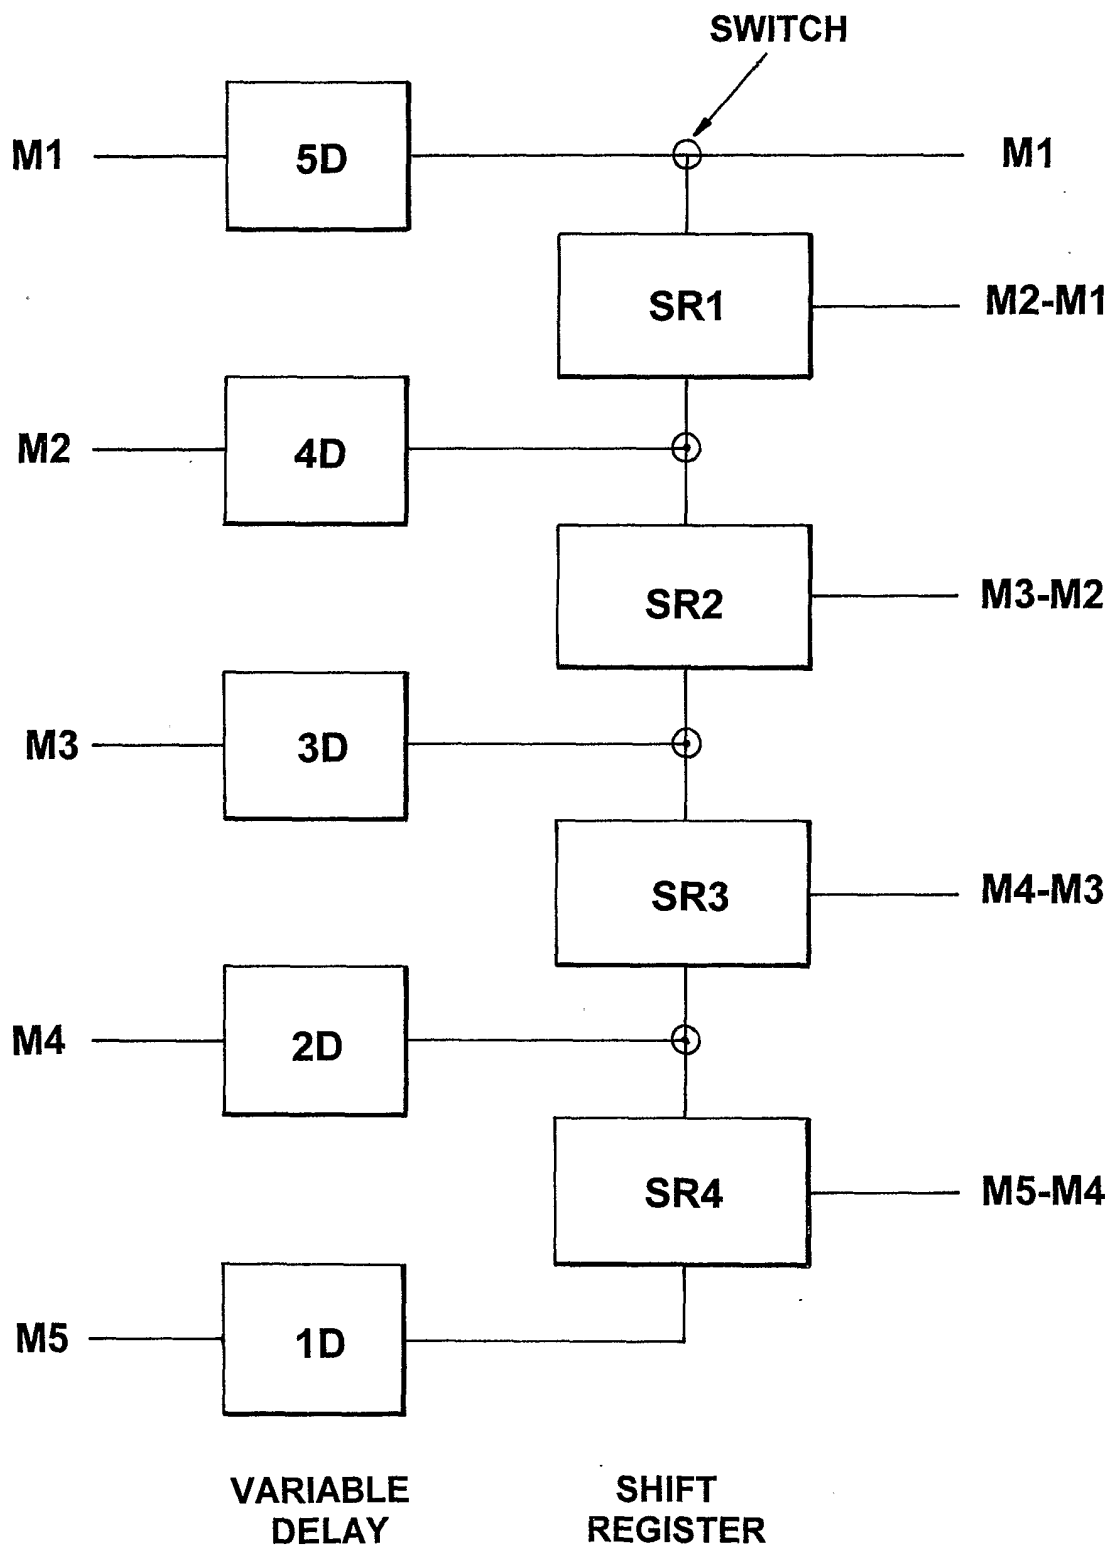 SWITCH
M1
5D
M1
SR1
M2-M1
M2
4D
SR2
M3-M2
M3
3D
SR3
M4-M3
M4
2D
SR4
M5-M4
M5
1D
VARIABLE
DELAY
SHIFT
REGISTER